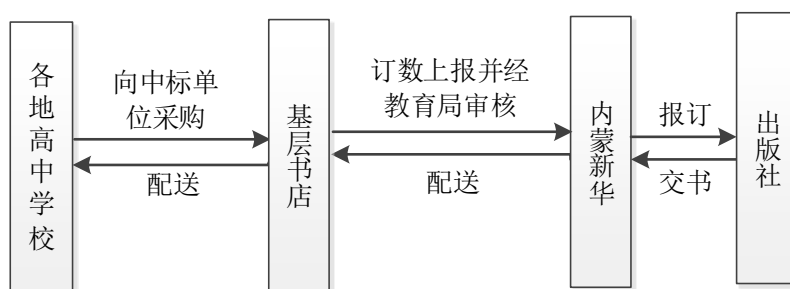 各地高中学校
向中标单
位采购
配送
基层书店
订数上报并经
教育局审核
配送
内蒙新华
报订
交书
出版社